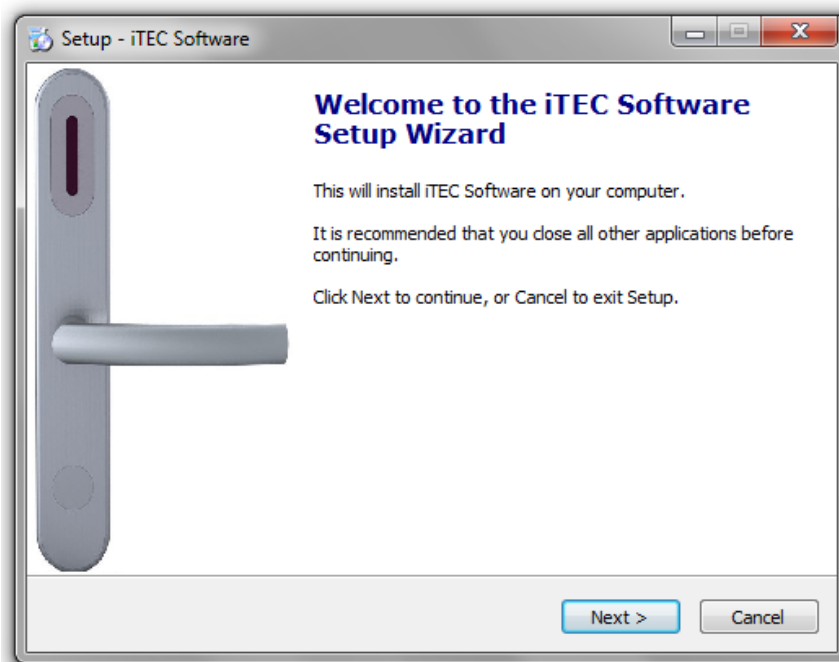 Setup - iTEC Software
Welcome to the iTEC Software
Setup Wizard
This will install iTEC Software on your computer.
It is recommended that you close all other applications before
continuing.
Click Next to continue, or Cancel to exit Setup.
Next >
Cancel